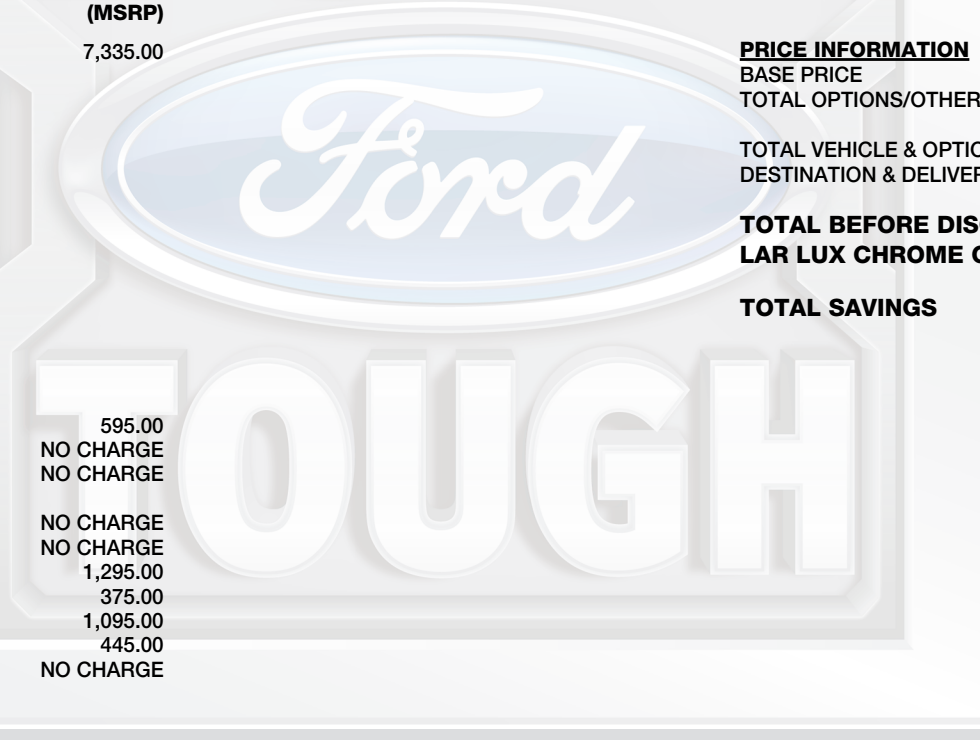 (MSRP)
7,335.00
595.00
NO CHARGE
NO CHARGE
NO CHARGE
NO CHARGE
1,295.00
375.00
1,095.00
445.00
NO CHARGE
PRICE INFORMATION
BASE PRICE
TOTAL OPTIONS/OTHER
TOTAL VEHICLE & OPTIO
DESTINATION & DELIVER
TOTAL BEFORE DIS
LAR LUX CHROME
TOTAL SAVINGS
Ford
TOUGH